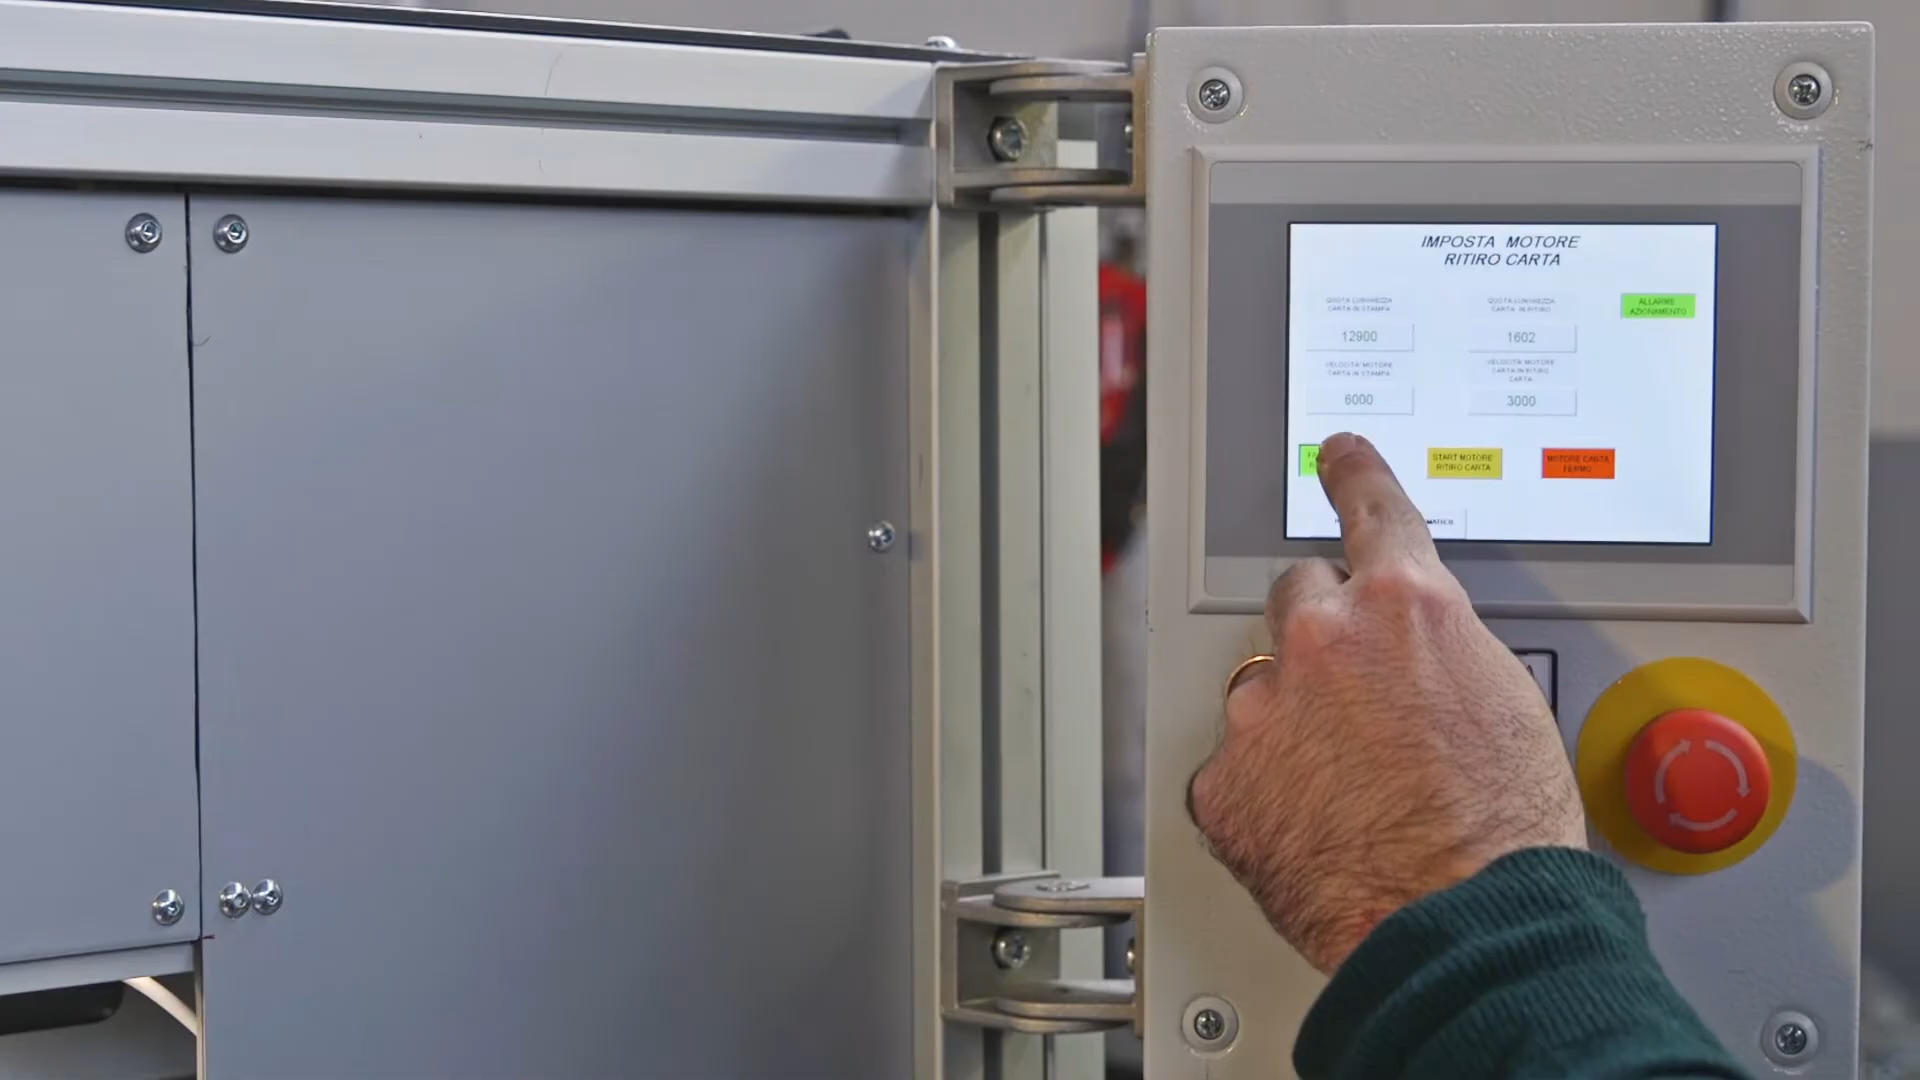 IMPOSTA MOTORE
RITIRO CARTA
QUOTA LUNGHEZZA
CARTA IN STAMPA
QUOTA LUNGHEZZA
CARTA IN RITIRO
ALLARME
AZIONAMENTO
12900
1602
VELOCITA' MOTORE
CARTA IN STAMPA
VELOCITA' MOTORE
CARTA IN RITIRO
CARTA
6000
3000
START MOTORE
RITIRO CARTA
MOTORE CARTA
FERMO